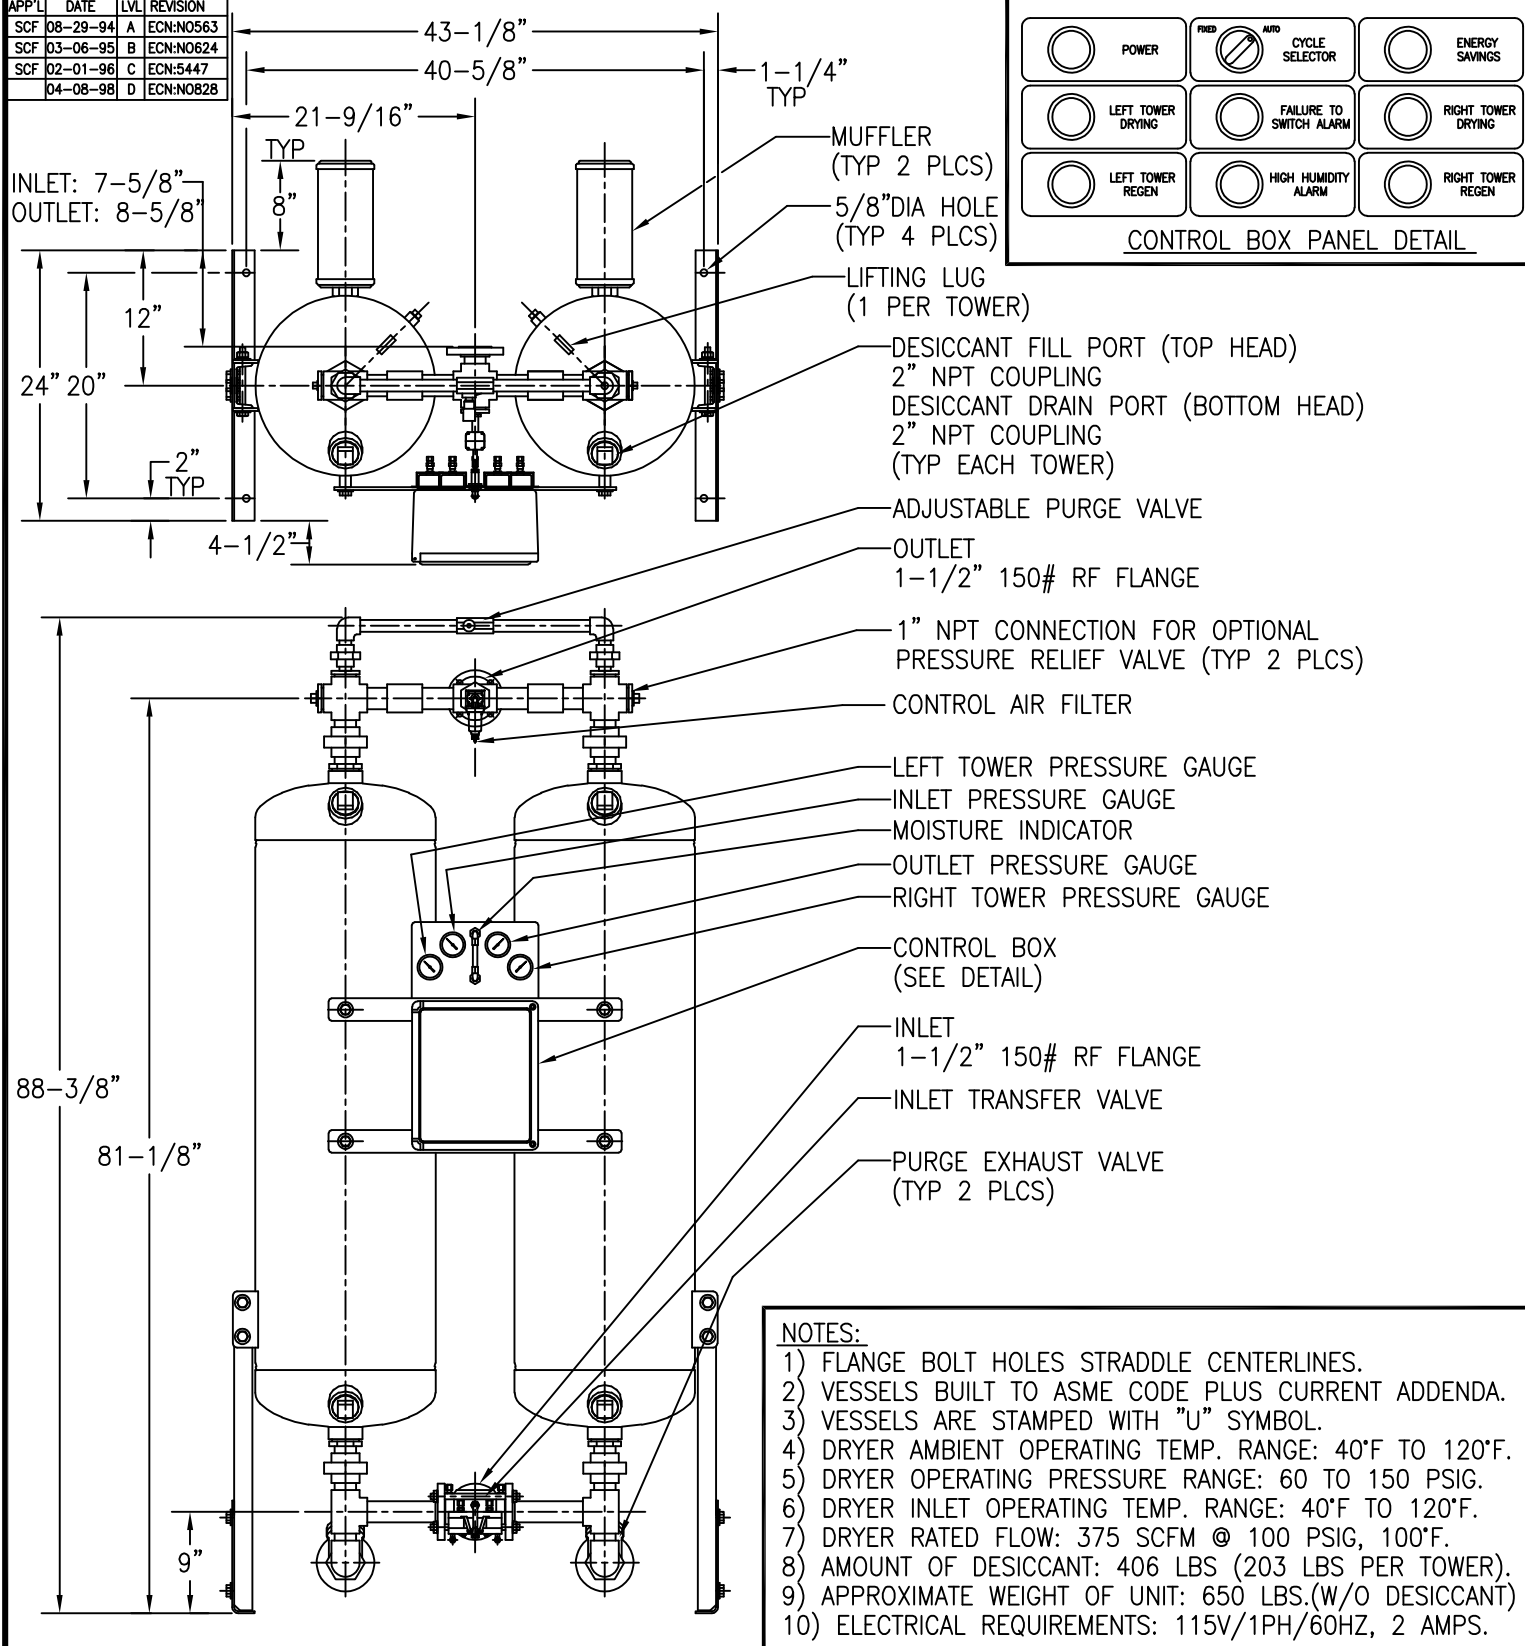 APP'L DATE LVL REVISION
SCF 08-29-94 A ECN:N0563
SCF 03-06-95 B ECN:N0624
SCF 02-01-96 C ECN:5447
04-08-98 D ECN:N0828
43-1/8”
40-5/8”
1-1/4”
TYP
21-9/16”
TYP
8”
INLET: 7-5/8”
OUTLET: 8-5/8”
12”
24” 20”
2”
TYP
4-1/2”
POWER
FIXED AUTO
CYCLE
SELECTOR
ENERGY
SAVINGS
LEFT TOWER
DRYING
FAILURE TO
SWITCH ALARM
RIGHT TOWER
DRYING
LEFT TOWER
REGEN
HIGH HUMIDITY
ALARM
RIGHT TOWER
REGEN
CONTROL BOX PANEL DETAIL
MUFFLER
(TYP 2 PLCS)
5/8”DIA HOLE
(TYP 4 PLCS)
LIFTING LUG
(1 PER TOWER)
DESICCANT FILL PORT (TOP HEAD)
2” NPT COUPLING
DESICCANT DRAIN PORT (BOTTOM HEAD)
2” NPT COUPLING
(TYP EACH TOWER)
ADJUSTABLE PURGE VALVE
OUTLET
1-1/2” 150# RF FLANGE
1” NPT CONNECTION FOR OPTIONAL
PRESSURE RELIEF VALVE (TYP 2 PLCS)
CONTROL AIR FILTER
LEFT TOWER PRESSURE GAUGE
INLET PRESSURE GAUGE
MOISTURE INDICATOR
OUTLET PRESSURE GAUGE
RIGHT TOWER PRESSURE GAUGE
CONTROL BOX
(SEE DETAIL)
INLET
1-1/2” 150# RF FLANGE
INLET TRANSFER VALVE
PURGE EXHAUST VALVE
(TYP 2 PLCS)
88-3/8”
81-1/8”
9”
NOTES:
1) FLANGE BOLT HOLES STRADDLE CENTERLINES.
2) VESSELS BUILT TO ASME CODE PLUS CURRENT ADDENDA.
3) VESSELS ARE STAMPED WITH ”U” SYMBOL.
4) DRYER AMBIENT OPERATING TEMP. RANGE: 40°F TO 120°F.
5) DRYER OPERATING PRESSURE RANGE: 60 TO 150 PSIG.
6) DRYER INLET OPERATING TEMP. RANGE: 40°F TO 120°F.
7) DRYER RATED FLOW: 375 SCFM @ 100 PSIG, 100°F.
8) AMOUNT OF DESICCANT: 406 LBS (203 LBS PER TOWER).
9) APPROXIMATE WEIGHT OF UNIT: 650 LBS.(W/O DESICCANT)
10) ELECTRICAL REQUIREMENTS: 115V/1PH/60HZ, 2 AMPS.